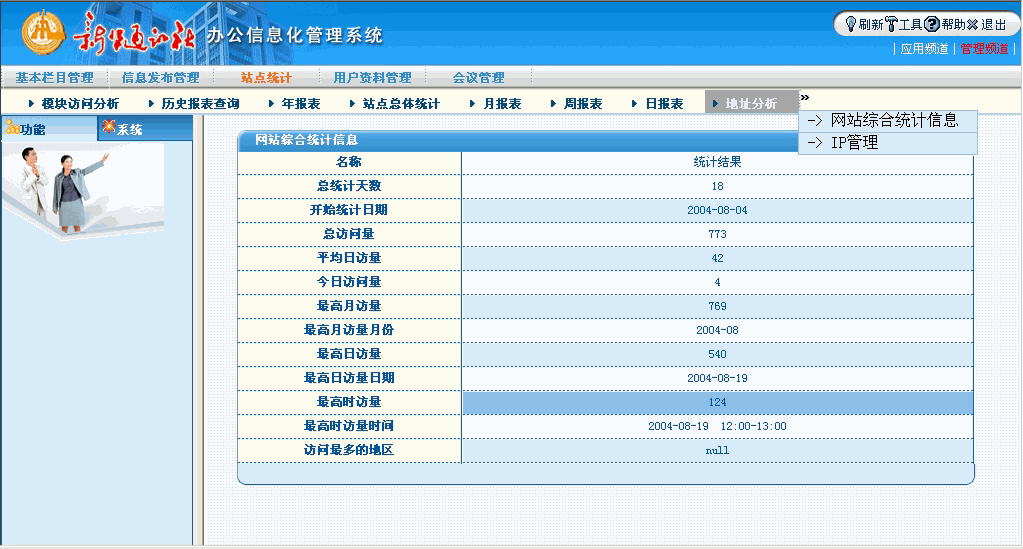 新华通讯社 办公信息化管理系统
刷新 工具 帮助 退出
| 应用频道 | 管理频道 |
基本栏目管理 信息发布管理 站点统计 用户资料管理 会议管理
模块访问分析 历史报表查询 年报表 站点总体统计 月报表 周报表 日报表 地址分析 »
-> 网站综合统计信息
-> IP管理
功能 系统
网站综合统计信息
名称 统计结果
总统计天数 18
开始统计日期 2004-08-04
总访问量 773
平均日访量 42
今日访问量 4
最高月访量 769
最高月访量月份 2004-08
最高日访量 540
最高日访量日期 2004-08-19
最高时访量 124
最高时访量时间 2004-08-19 12:00-13:00
访问最多的地区 null